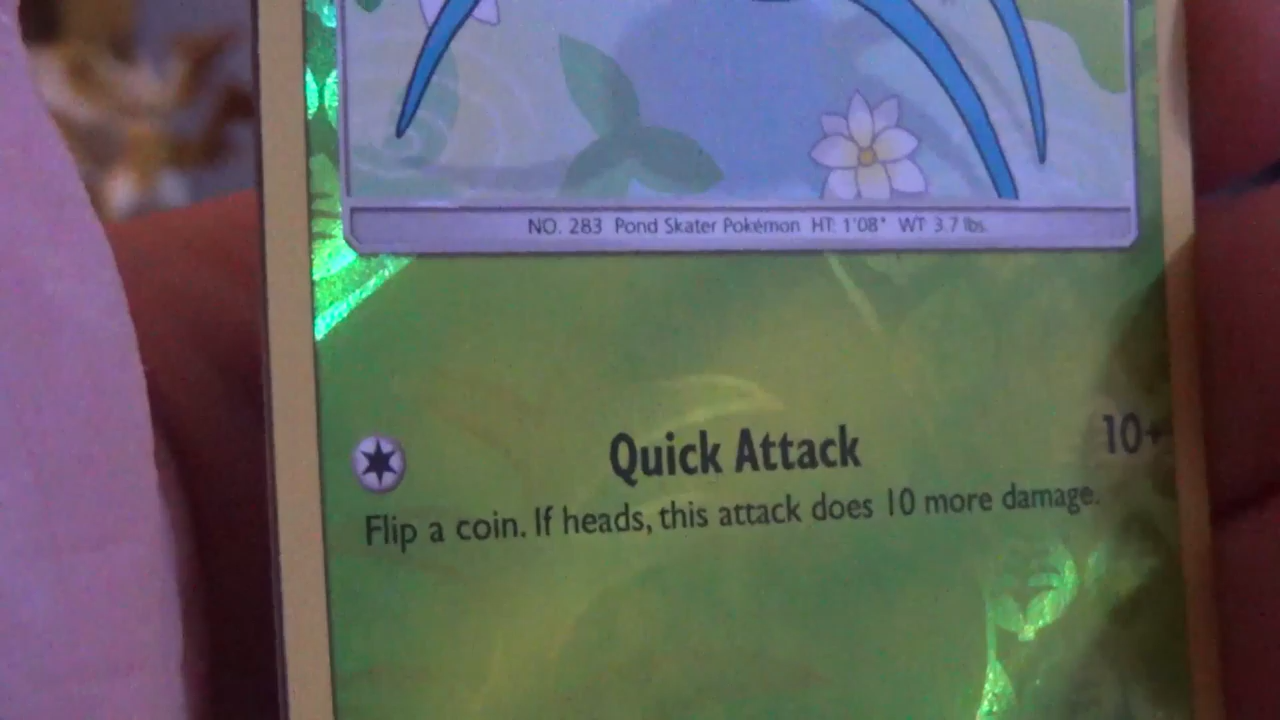 NO. 283 Pond Skater Pokémon HT: 1'08" WT: 3.7 lbs.
Quick Attack 10+
Flip a coin. If heads, this attack does 10 more damage.